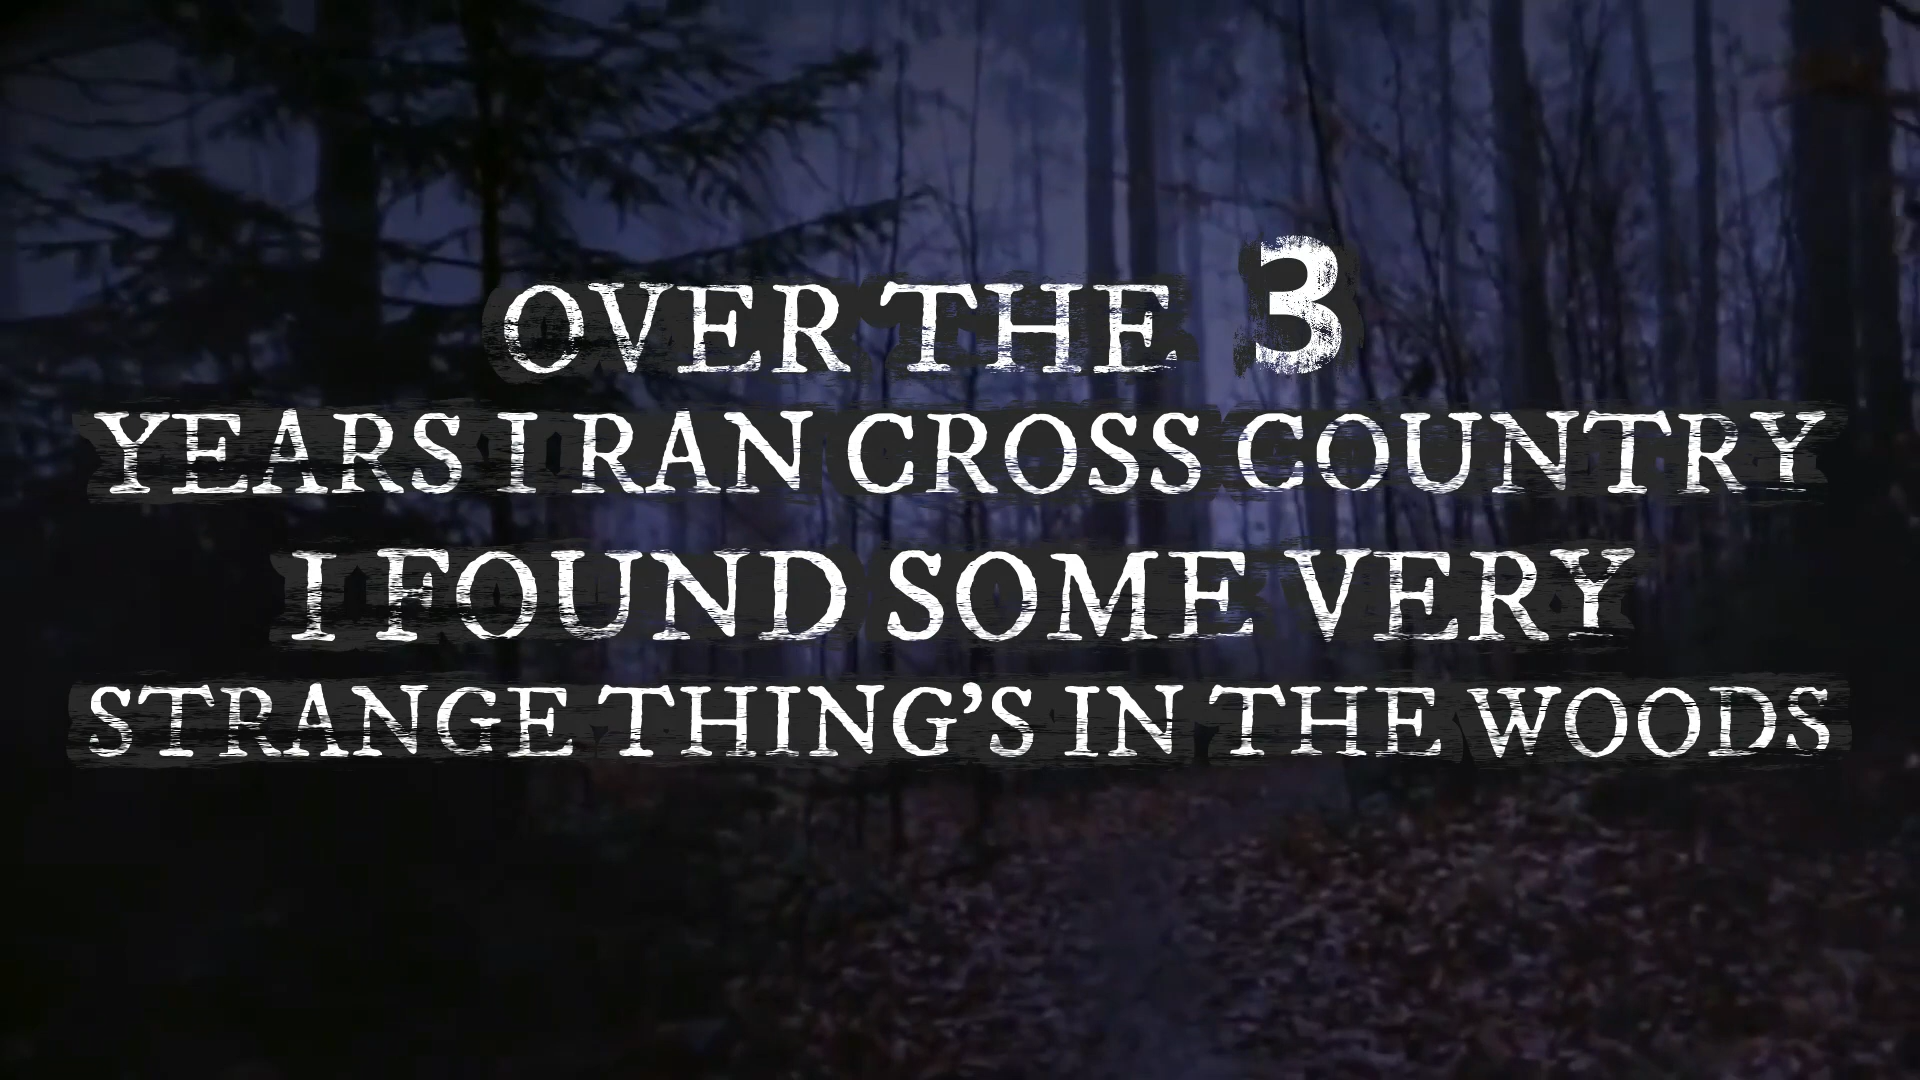 OVER THE 3
YEARS I RAN CROSS COUNTRY
I FOUND SOME VERY
STRANGE THING’S IN THE WOODS